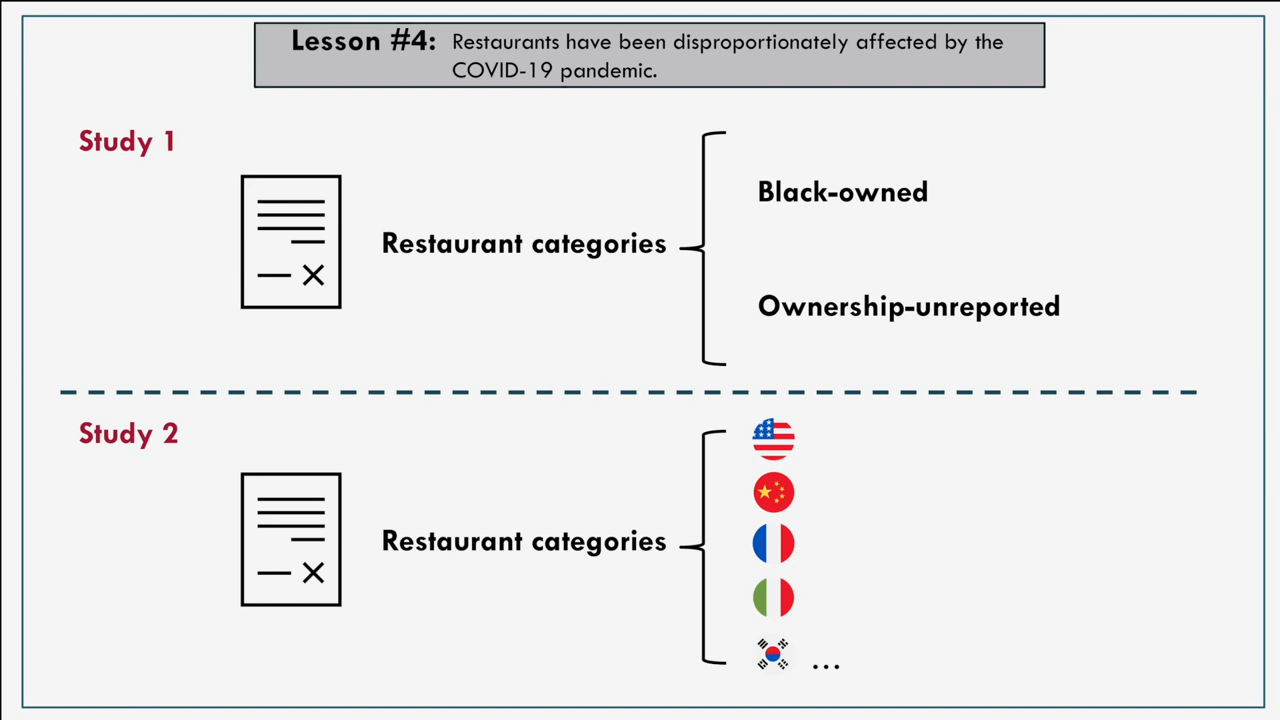 Lesson #4: Restaurants have been disproportionately affected by the
COVID-19 pandemic.
Study 1
Black-owned
Restaurant categories
Ownership-unreported
Study 2
Restaurant categories
...